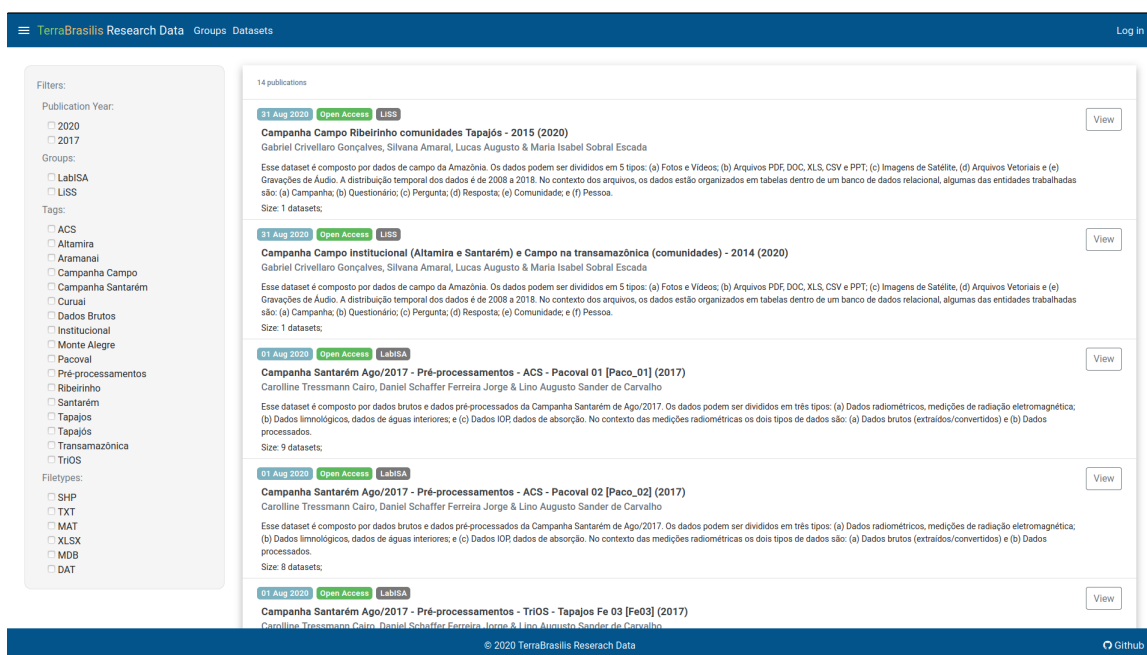 TerraBrasilis Research Data Groups Datasets
Log in
Filters:
Publication Year:
2020
2017
Groups:
LabISA
LiSS
Tags:
ACS
Altamira
Aramanai
Campanha Campo
Campanha Santarém
Curuai
Dados Brutos
Institucional
Monte Alegre
Pacoval
Pré-processamentos
Ribeirinho
Santarém
Tapajos
Tapajós
Transamazônica
TriOS
Filetypes:
SHP
TXT
MAT
XLSX
MDB
DAT
14 publications
31 Aug 2020 Open Access LiSS
View
Campanha Campo Ribeirinho comunidades Tapajós - 2015 (2020)
Gabriel Crivellaro Gonçalves, Silvana Amaral, Lucas Augusto & Maria Isabel Sobral Escada
Esse dataset é composto por dados de campo da Amazônia. Os dados podem ser divididos em 5 tipos: (a) Fotos e Vídeos; (b) Arquivos PDF, DOC, XLS, CSV e PPT; (c) Imagens de Satélite, (d) Arquivos Vetoriais e (e)
Gravações de Áudio. A distribuição temporal dos dados é de 2008 a 2018. No contexto dos arquivos, os dados estão organizados em tabelas dentro de um banco de dados relacional, algumas das entidades trabalhadas
são: (a) Campanha; (b) Questionário; (c) Pergunta; (d) Resposta; (e) Comunidade; e (f) Pessoa.
Size: 1 datasets;
31 Aug 2020 Open Access LiSS
View
Campanha Campo institucional (Altamira e Santarém) e Campo na transamazônica (comunidades) - 2014 (2020)
Gabriel Crivellaro Gonçalves, Silvana Amaral, Lucas Augusto & Maria Isabel Sobral Escada
Esse dataset é composto por dados de campo da Amazônia. Os dados podem ser divididos em 5 tipos: (a) Fotos e Vídeos; (b) Arquivos PDF, DOC, XLS, CSV e PPT; (c) Imagens de Satélite, (d) Arquivos Vetoriais e (e)
Gravações de Áudio. A distribuição temporal dos dados é de 2008 a 2018. No contexto dos arquivos, os dados estão organizados em tabelas dentro de um banco de dados relacional, algumas das entidades trabalhadas
são: (a) Campanha; (b) Questionário; (c) Pergunta; (d) Resposta; (e) Comunidade; e (f) Pessoa.
Size: 1 datasets;
01 Aug 2020 Open Access LabISA
View
Campanha Santarém Ago/2017 - Pré-processamentos - ACS - Pacoval 01 [Paco_01] (2017)
Carolline Tressmann Cairo, Daniel Schaffer Ferreira Jorge & Lino Augusto Sander de Carvalho
Esse dataset é composto por dados brutos e dados pré-processados da Campanha Santarém de Ago/2017. Os dados podem ser divididos em três tipos: (a) Dados radiométricos, medições de radiação eletromagnética;
(b) Dados limnológicos, dados de águas interiores; e (c) Dados IOP, dados de absorção. No contexto das medições radiométricas os dois tipos de dados são: (a) Dados brutos (extraídos/convertidos) e (b) Dados
processados.
Size: 9 datasets;
01 Aug 2020 Open Access LabISA
View
Campanha Santarém Ago/2017 - Pré-processamentos - ACS - Pacoval 02 [Paco_02] (2017)
Carolline Tressmann Cairo, Daniel Schaffer Ferreira Jorge & Lino Augusto Sander de Carvalho
Esse dataset é composto por dados brutos e dados pré-processados da Campanha Santarém de Ago/2017. Os dados podem ser divididos em três tipos: (a) Dados radiométricos, medições de radiação eletromagnética;
(b) Dados limnológicos, dados de águas interiores; e (c) Dados IOP, dados de absorção. No contexto das medições radiométricas os dois tipos de dados são: (a) Dados brutos (extraídos/convertidos) e (b) Dados
processados.
Size: 8 datasets;
01 Aug 2020 Open Access LabISA
View
Campanha Santarém Ago/2017 - Pré-processamentos - TriOS - Tapajos Fe 03 [Fe03] (2017)
Carolline Tressmann Cairo, Daniel Schaffer Ferreira Jorge & Lino Augusto Sander de Carvalho
© 2020 TerraBrasilis Reserach Data
Github